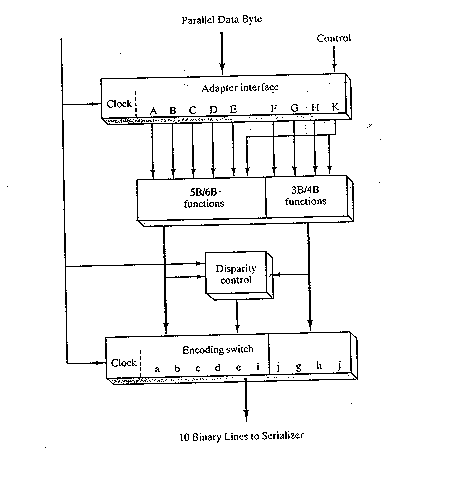 Parallel Data Byte
Control
Adapter interface
Clock
A B C D E F G H K
5B/6B
functions
3B/4B
functions
Disparity
control
Encoding switch
Clock
a b c d e i j g h j
10 Binary Lines to Serializer